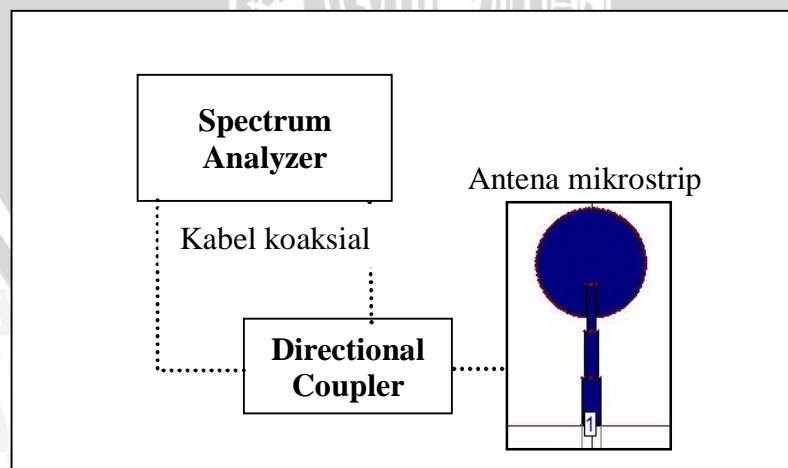 Spectrum
Analyzer
Antena mikrostrip
Kabel koaksial
Directional
Coupler
1